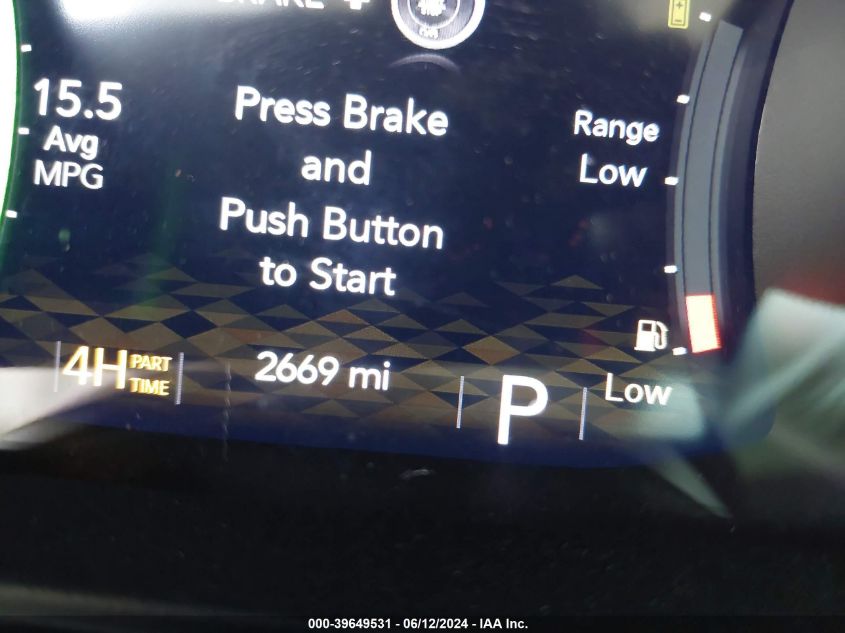 BRAKE +
15.5
Avg
MPG
Press Brake
and
Push Button
to Start
Range
Low
4H PART
TIME
2669 mi
P
Low
000-39649531 - 06/12/2024 - IAA Inc.